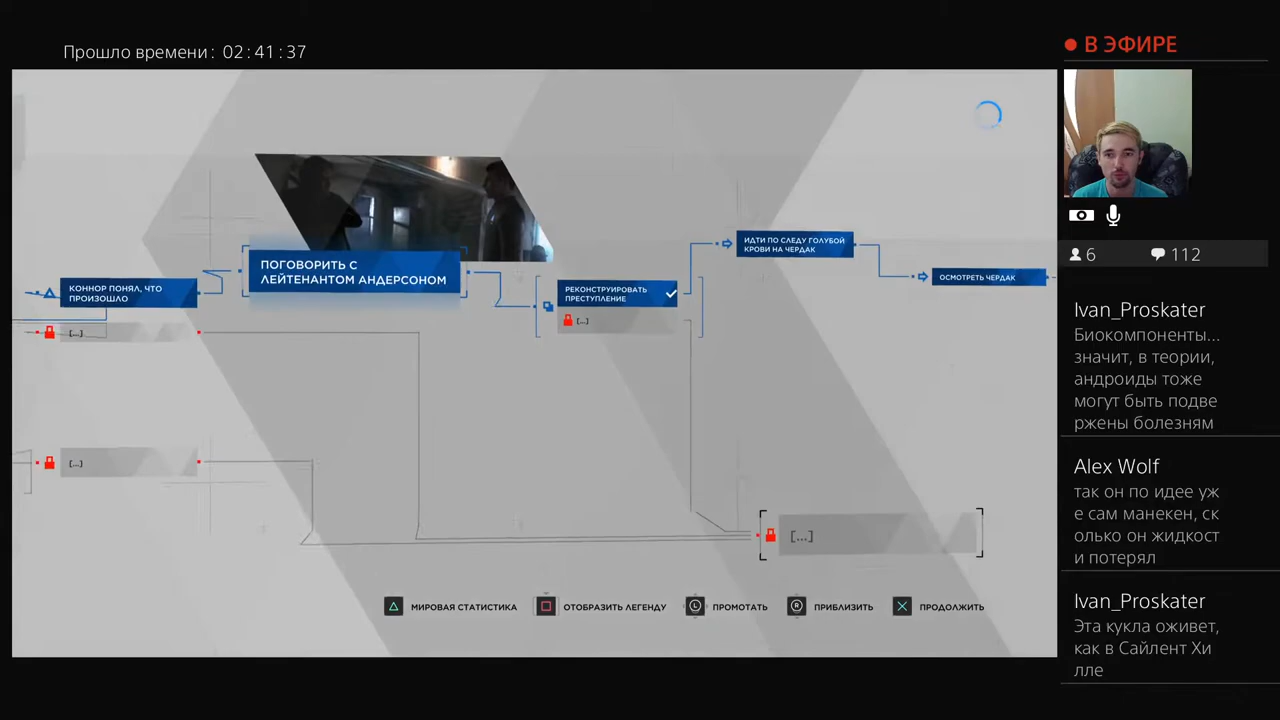 Прошло времени: 02:41:37
В ЭФИРЕ
6
112
КОННОР ПОНЯЛ, ЧТО
ПРОИЗОШЛО
[...]
[...]
ПОГОВОРИТЬ С
ЛЕЙТЕНАНТОМ АНДЕРСОНОМ
РЕКОНСТРУИРОВАТЬ
ПРЕСТУПЛЕНИЕ
[...]
ИДТИ ПО СЛЕДУ ГОЛУБОЙ
КРОВИ НА ЧЕРДАК
ОСМОТРЕТЬ ЧЕРДАК
[...]
МИРОВАЯ СТАТИСТИКА
ОТОБРАЗИТЬ ЛЕГЕНДУ
L
ПРОМОТАТЬ
R
ПРИБЛИЗИТЬ
ПРОДОЛЖИТЬ
Ivan_Proskater
Биокомпоненты...
значит, в теории,
андроиды тоже
могут быть подве
ржены болезням
Alex Wolf
так он по идее уж
е сам манекен, ск
олько он жидкост
и потерял
Ivan_Proskater
Эта кукла оживет,
как в Сайлент Хи
лле